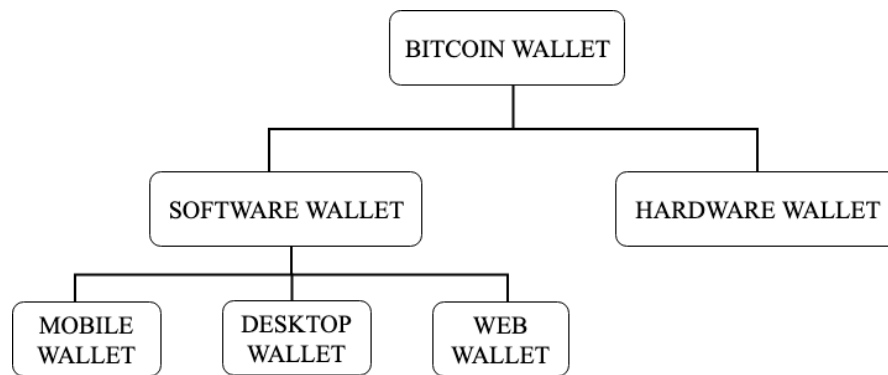 BITCOIN WALLET
SOFTWARE WALLET
HARDWARE WALLET
MOBILE
WALLET
DESKTOP
WALLET
WEB
WALLET